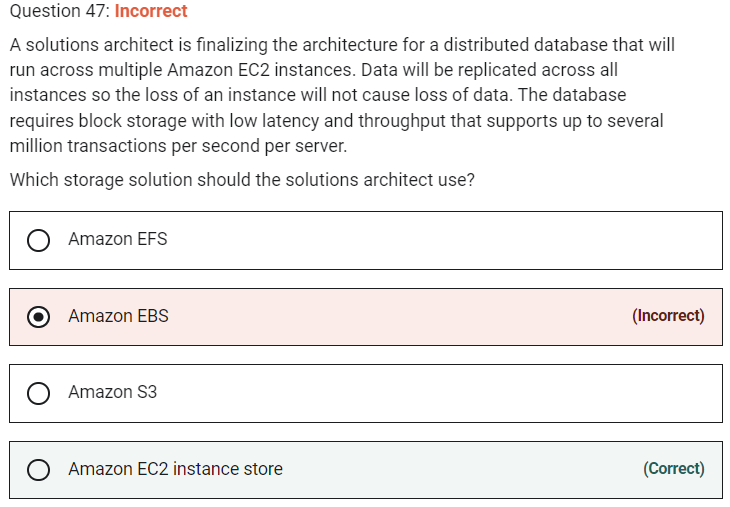 Question 47: Incorrect
A solutions architect is finalizing the architecture for a distributed database that will
run across multiple Amazon EC2 instances. Data will be replicated across all
instances so the loss of an instance will not cause loss of data. The database
requires block storage with low latency and throughput that supports up to several
million transactions per second per server.
Which storage solution should the solutions architect use?
Amazon EFS
Amazon EBS (Incorrect)
Amazon S3
Amazon EC2 instance store (Correct)